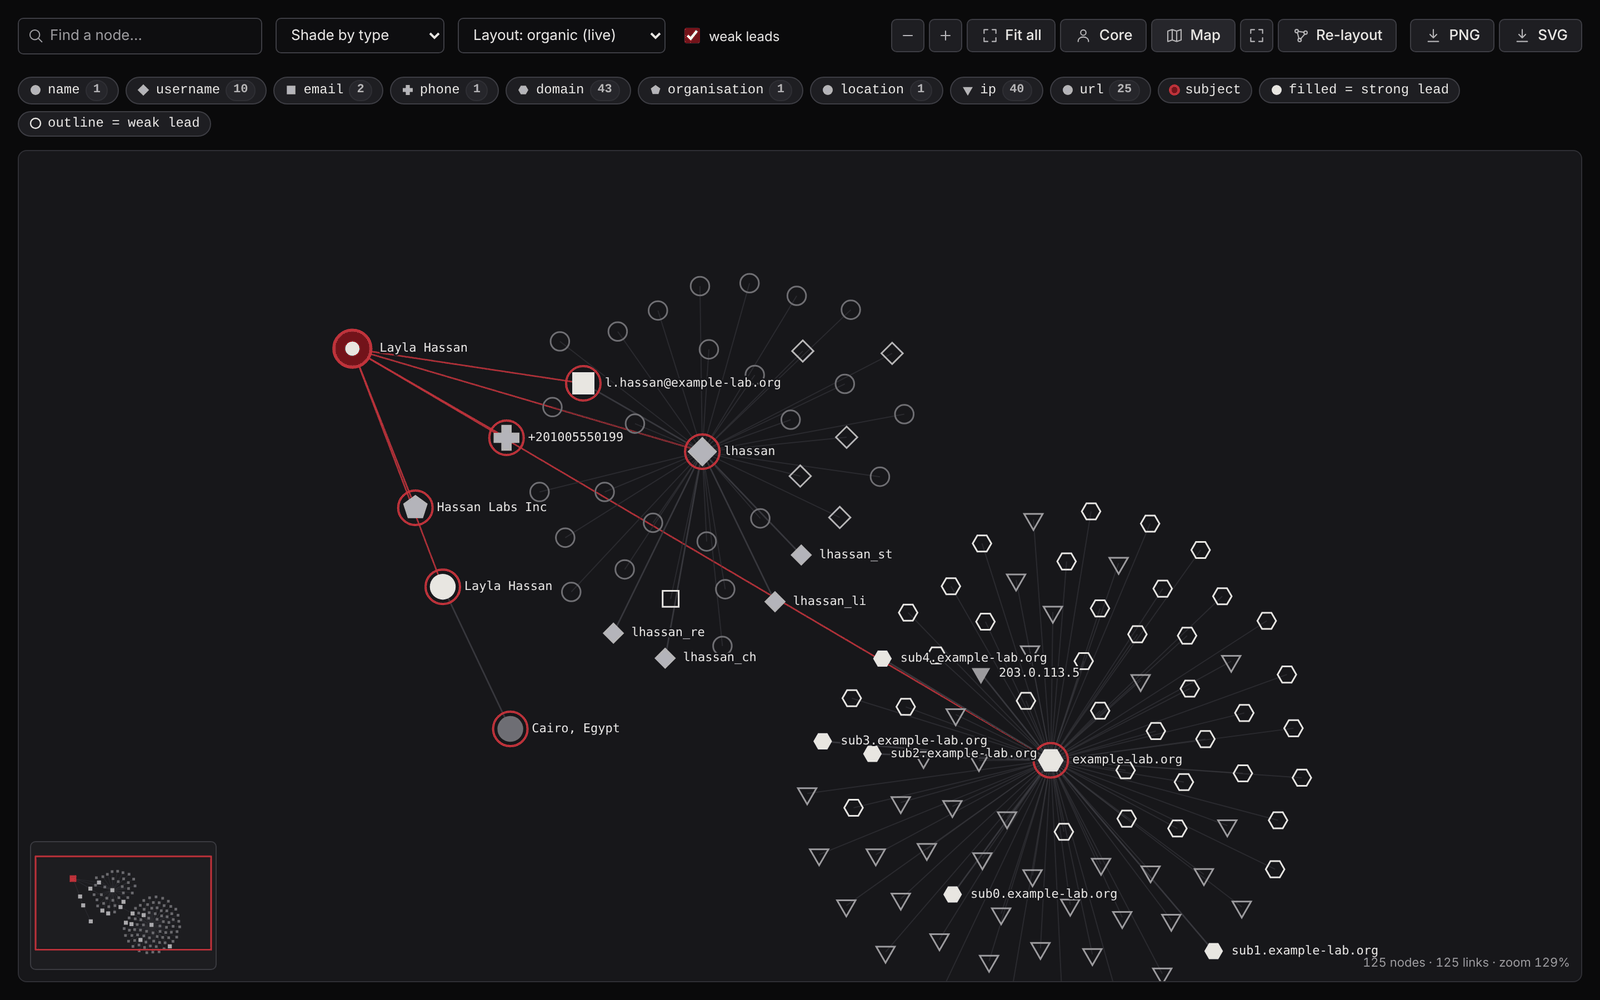 Find a node...
Shade by type
Layout: organic (live)
weak leads
Fit all
Core
Map
Re-layout
PNG
SVG
name 1
username 10
email 2
phone 1
domain 43
organisation 1
location 1
ip 40
url 25
subject
filled = strong lead
outline = weak lead
Layla Hassan
l.hassan@example-lab.org
+201005550199
lhassan
Hassan Labs Inc
lhassan_st
Layla Hassan
lhassan_li
lhassan_re
lhassan_ch
sub4.example-lab.org
203.0.113.5
Cairo, Egypt
sub3.example-lab.org
sub2.example-lab.org
example-lab.org
sub0.example-lab.org
sub1.example-lab.org
125 nodes · 125 links · zoom 129%